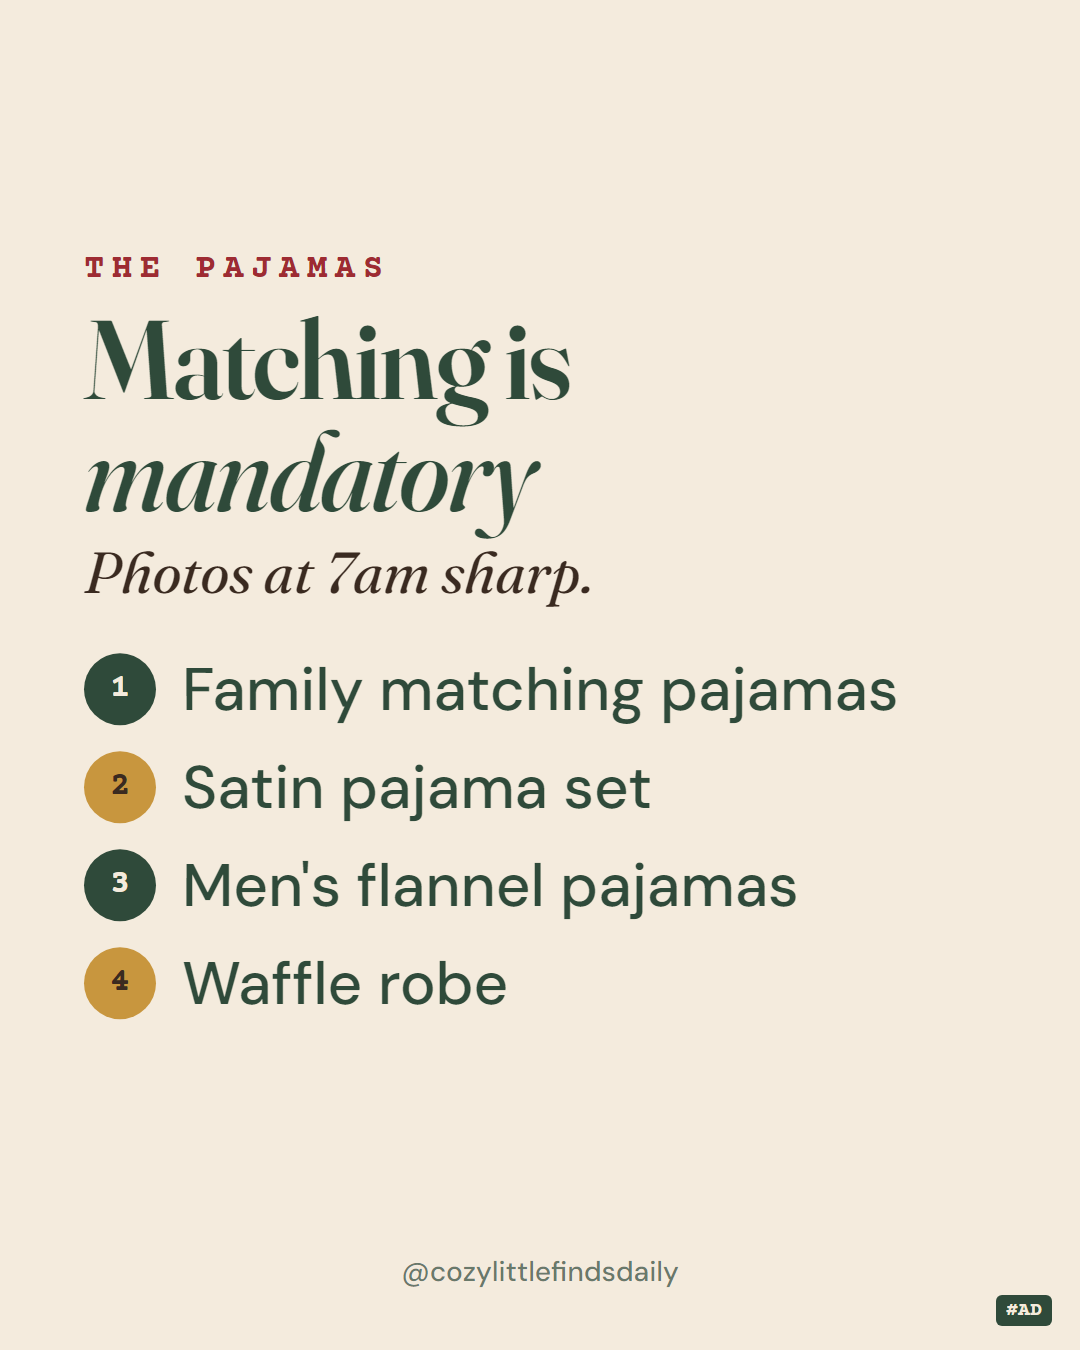 THE PAJAMAS
Matching is
mandatory
Photos at 7am sharp.
1 Family matching pajamas
2 Satin pajama set
3 Men's flannel pajamas
4 Waffle robe
@cozylittlefindsdaily
#AD